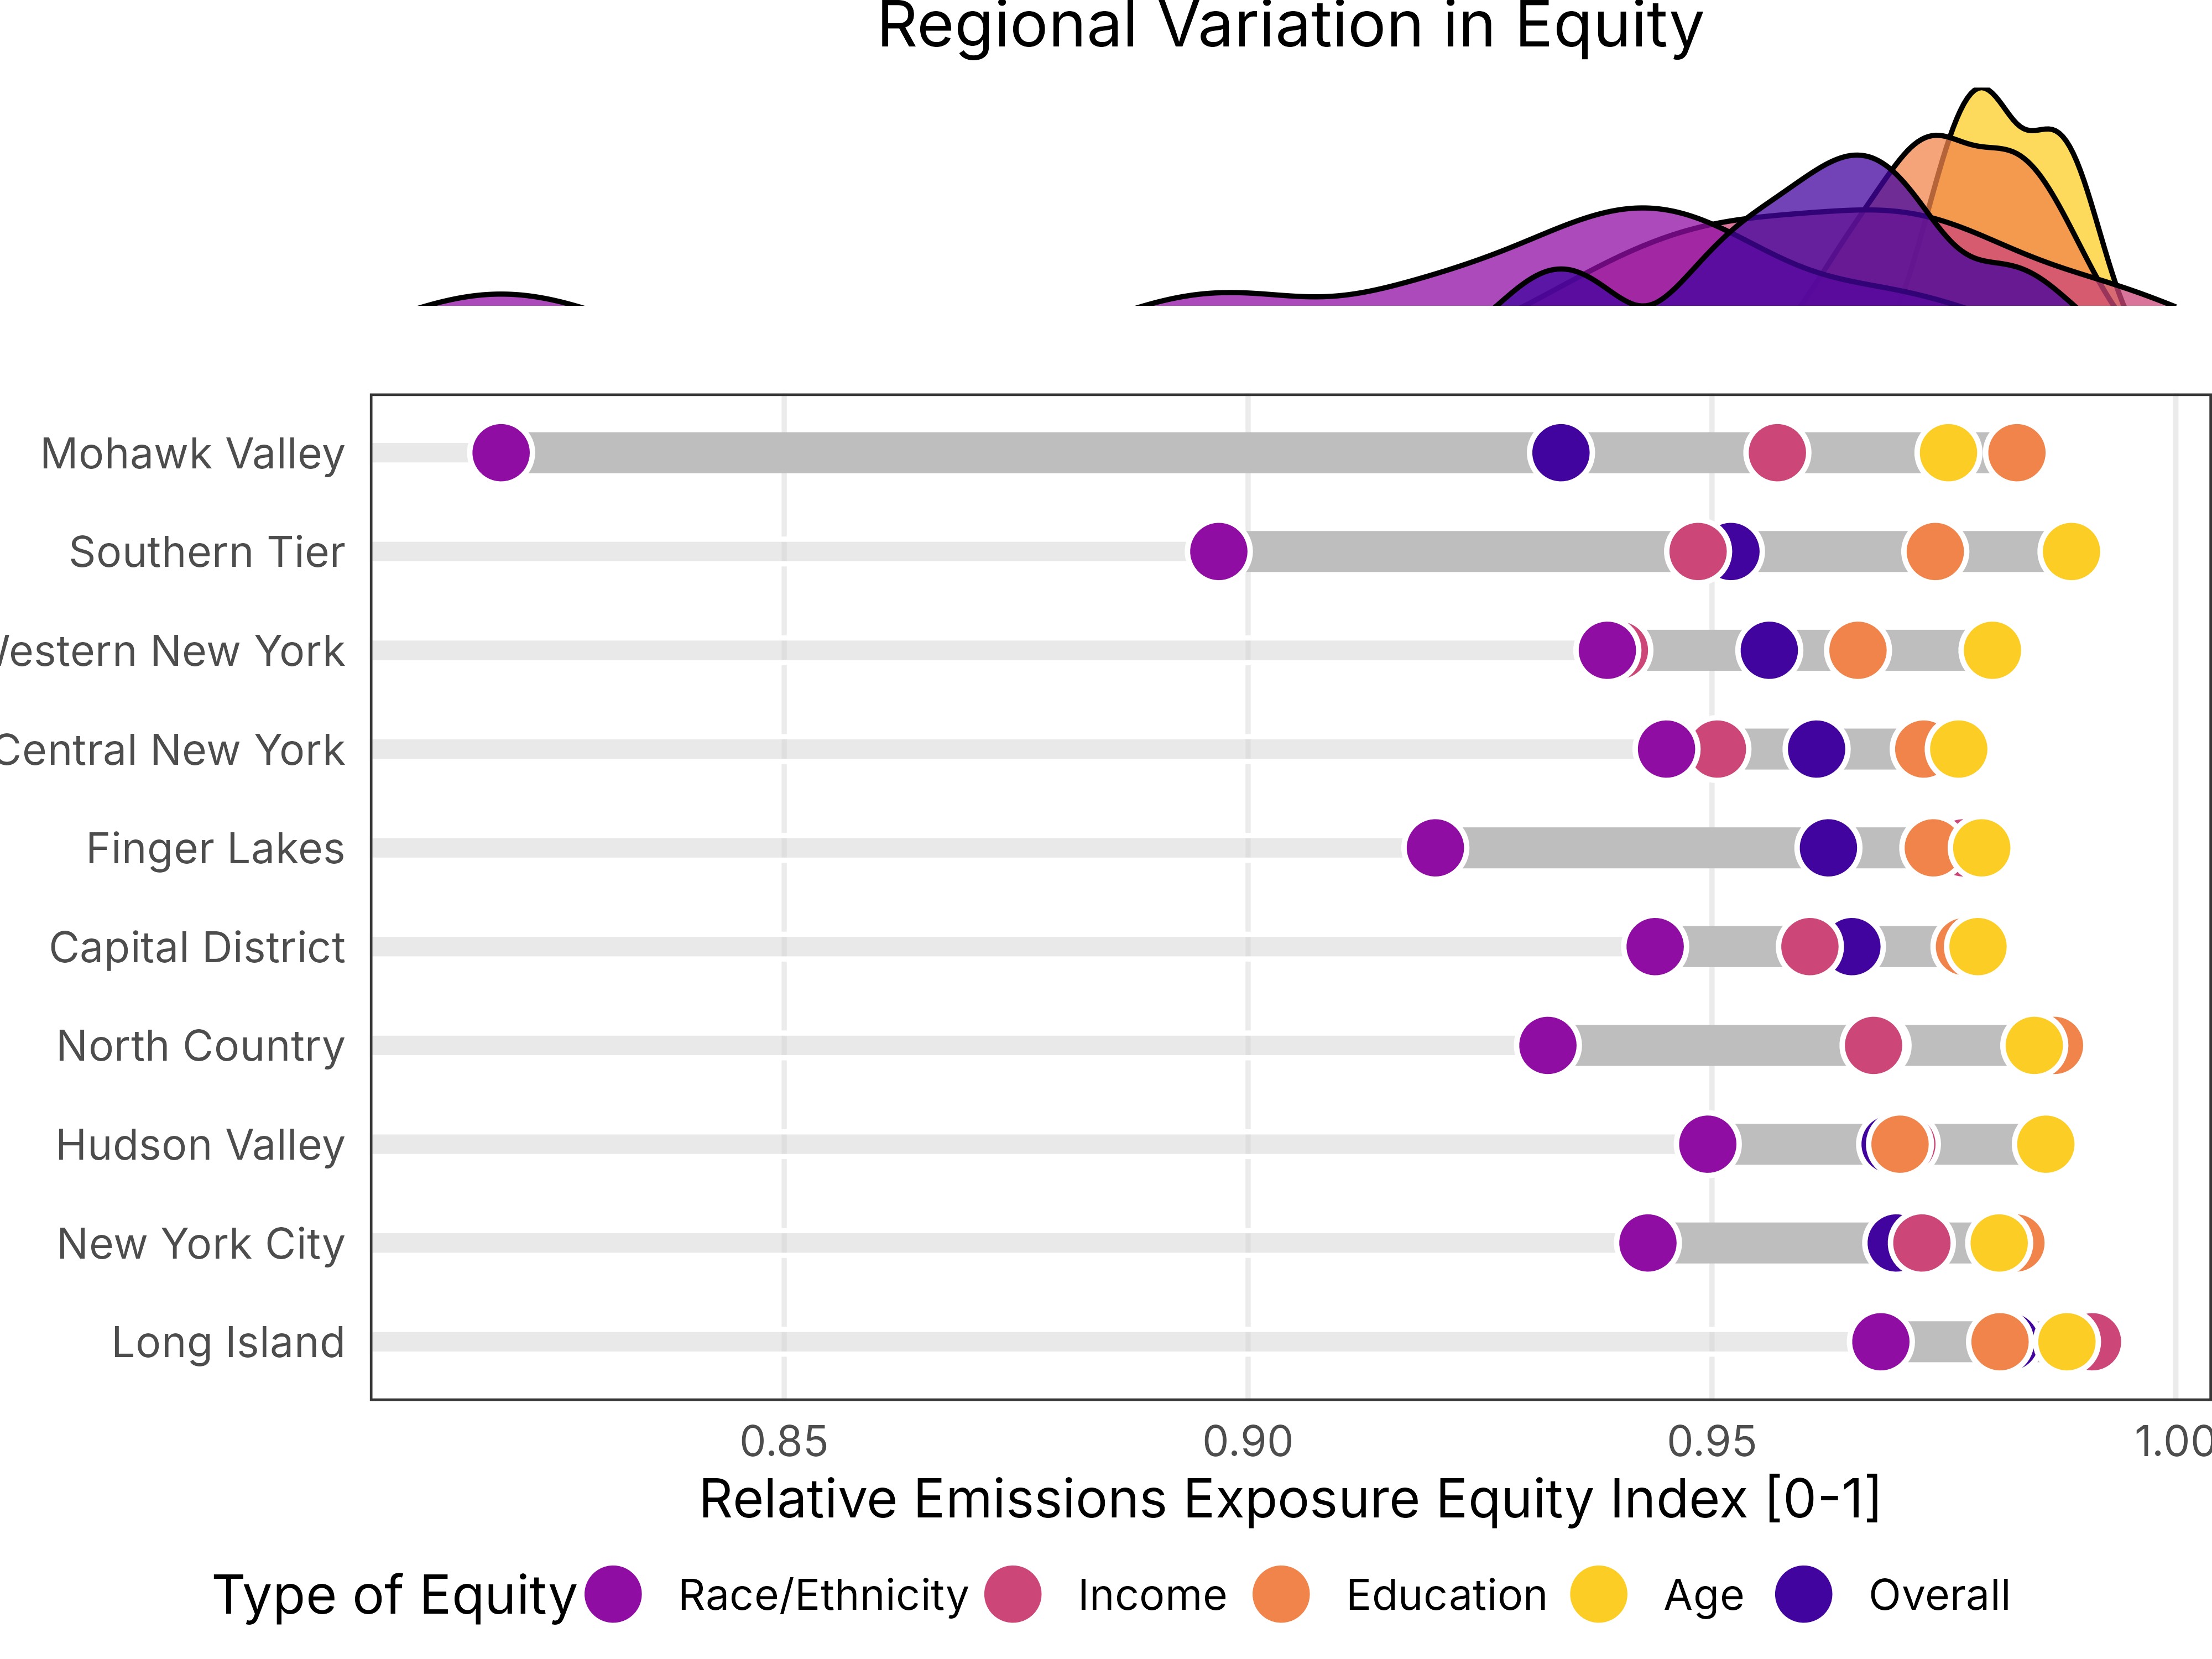 Regional Variation in Equity
Mohawk Valley
Southern Tier
Western New York
Central New York
Finger Lakes
Capital District
North Country
Hudson Valley
New York City
Long Island
0.85 0.90 0.95 1.00
Relative Emissions Exposure Equity Index [0-1]
Type of Equity Race/Ethnicity Income Education Age Overall